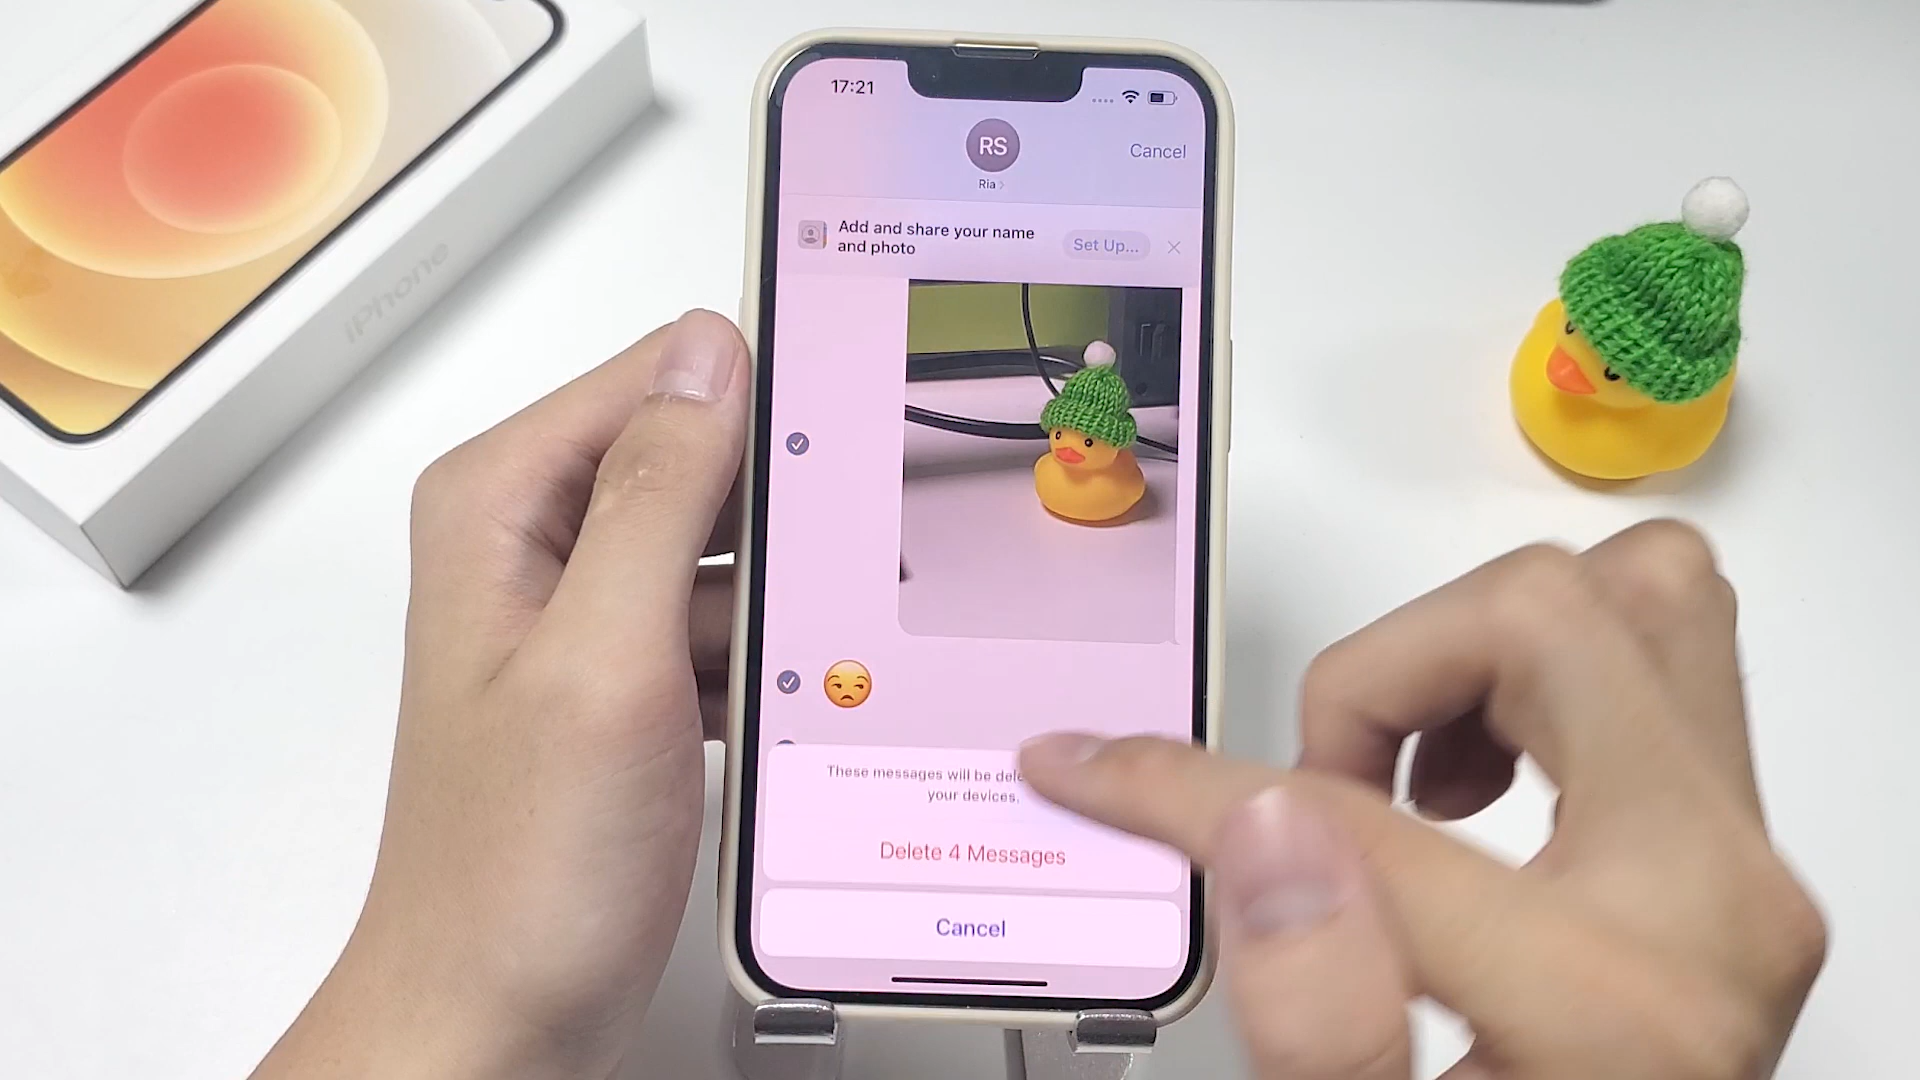 iPhone
17:21
RS
Cancel
Ria
Add and share your name
and photo
Set Up...
These messages will be
your devices.
Delete 4 Messages
Cancel